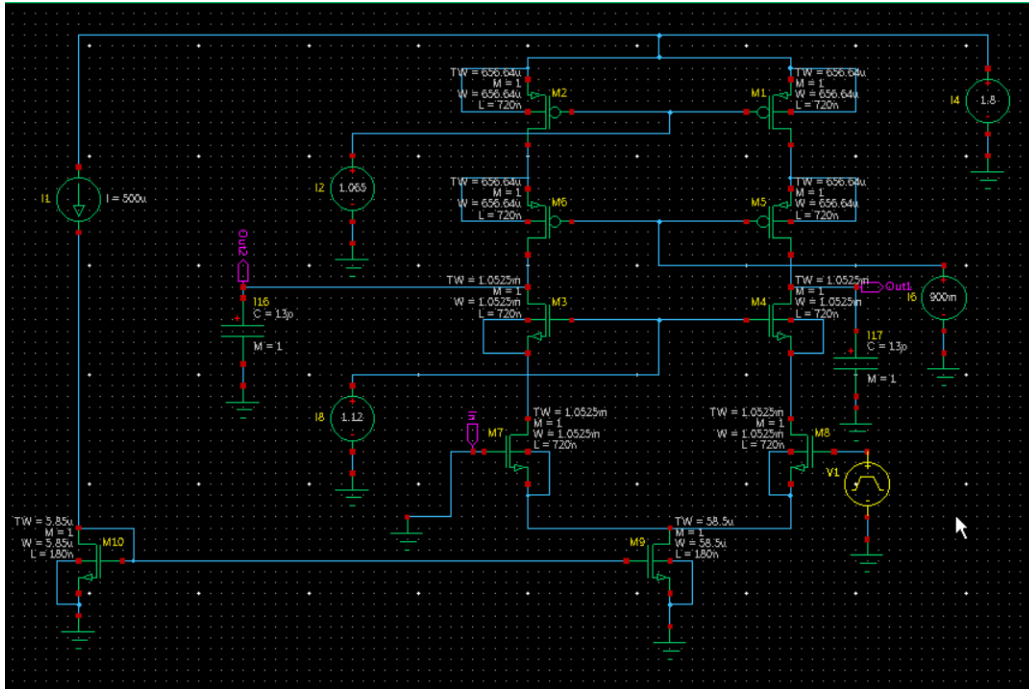 TW = 656.64u
M = 1
W = 656.64u
L = 720n
M2
TW = 656.64u
M = 1
W = 656.64u
L = 720n
M1
I4
1.8
I1
I = 500u
I2
1.065
TW = 656.64u
M = 1
W = 656.64u
L = 720n
M6
TW = 656.64u
M = 1
W = 656.64u
L = 720n
M5
Out2
I16
C = 13p
M = 1
TW = 1.0525m
M = 1
W = 1.0525m
L = 720n
M3
TW = 1.0525m
M = 1
W = 1.0525m
L = 720n
M4
Out1
I6
900m
I17
C = 13p
M = 1
I8
1.12
In
M7
TW = 1.0525m
M = 1
W = 1.0525m
L = 720n
TW = 1.0525m
M = 1
W = 1.0525m
L = 720n
M8
V1
TW = 5.85u
M = 1
W = 5.85u
L = 180n
M10
M9
TW = 58.5u
M = 1
W = 58.5u
L = 180n